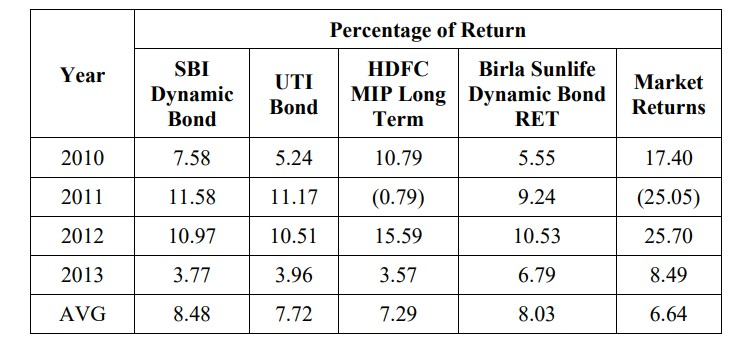 Percentage of Return
Year
SBI
Dynamic
Bond
UTI
Bond
HDFC
MIP Long
Term
Birla Sunlife
Dynamic Bond
RET
Market
Returns
2010 7.58 5.24 10.79 5.55 17.40
2011 11.58 11.17 (0.79) 9.24 (25.05)
2012 10.97 10.51 15.59 10.53 25.70
2013 3.77 3.96 3.57 6.79 8.49
AVG 8.48 7.72 7.29 8.03 6.64